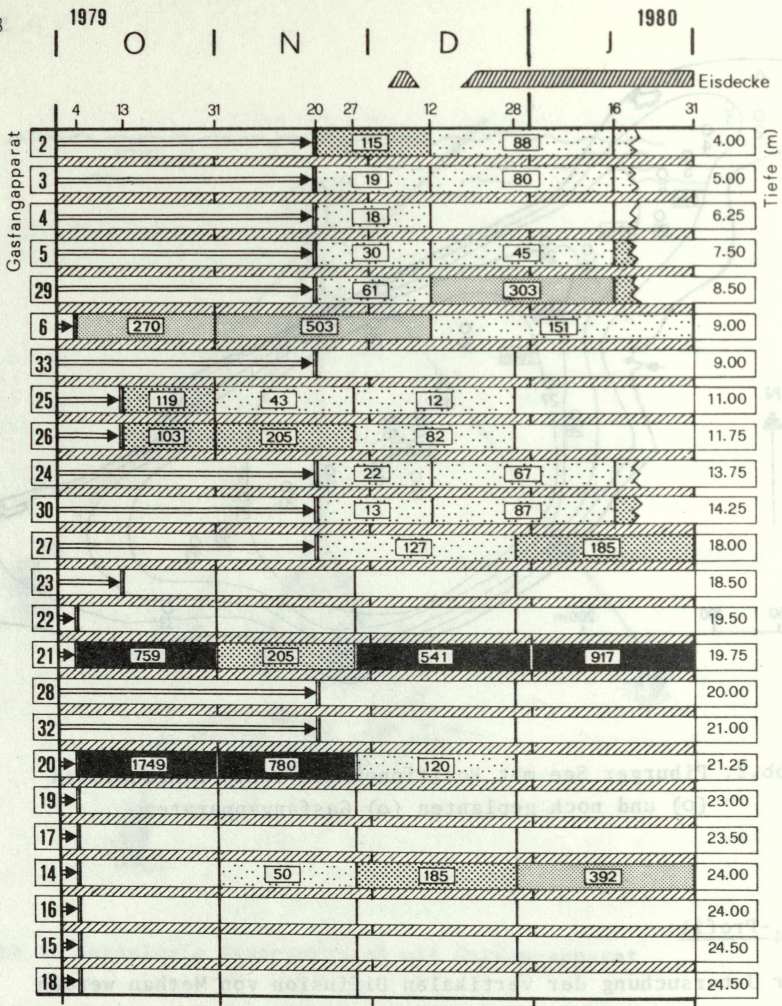 1979 1980
O N D J
Eisdecke
4 13 31 20 27 12 28 16 31
Gasfangapparat
Tiefe (m)
2 115 88 4.00
3 19 80 5.00
4 18 6.25
5 30 45 7.50
29 61 303 8.50
6 270 503 151 9.00
33 9.00
25 119 43 12 11.00
26 103 205 82 11.75
24 22 67 13.75
30 13 87 14.25
27 127 185 18.00
23 18.50
22 19.50
21 759 205 541 917 19.75
28 20.00
32 21.00
20 1749 780 120 21.25
19 23.00
17 23.50
14 50 185 392 24.00
16 24.00
15 24.50
18 24.50